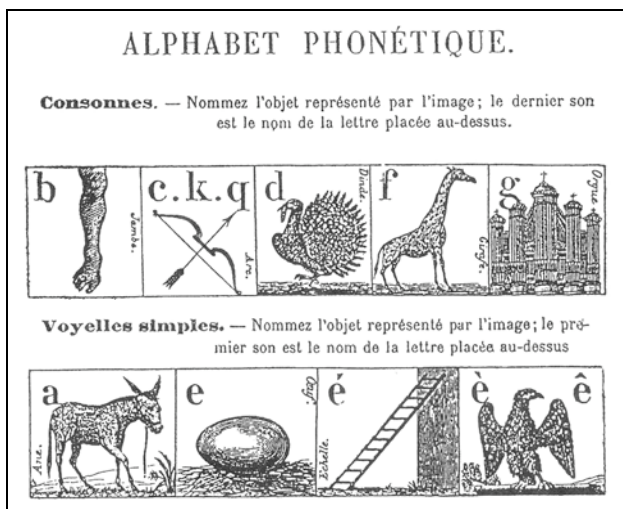 ALPHABET PHONÉTIQUE.
Consonnes. — Nommez l'objet représenté par l'image; le dernier son
est le nom de la lettre placée au-dessus.
b c.k.q d f g
Jambe. Arc. Dinde. Girafe. Orgue
Voyelles simples. — Nommez l'objet représenté par l'image; le pre-
mier son est le nom de la lettre placée au-dessus
a e é è ê
Ane. Œuf. Echelle.